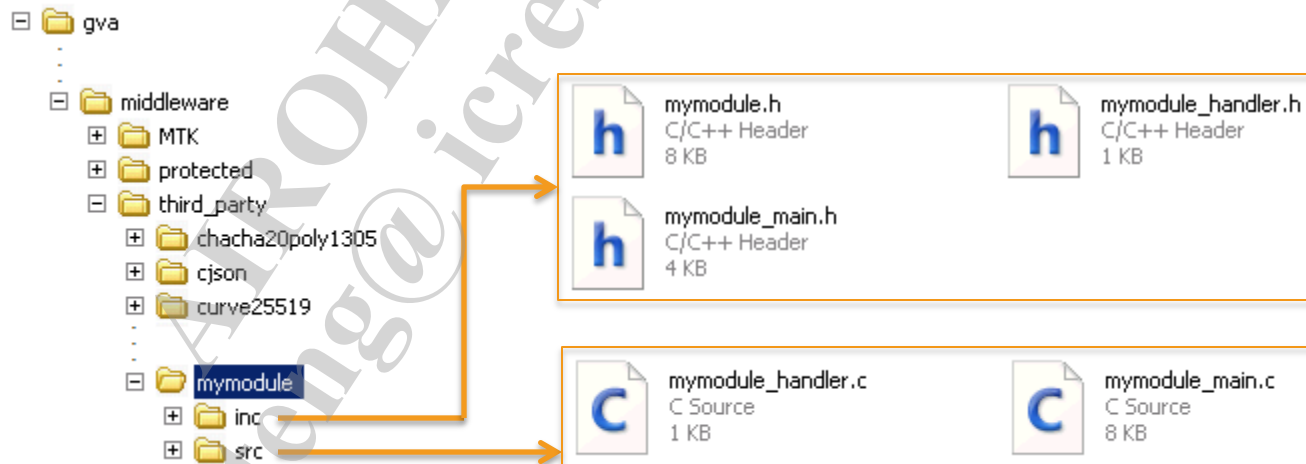 gva
middleware
MTK
protected
third_party
chacha20poly1305
cjson
curve25519
mymodule
inc
src
mymodule.h
C/C++ Header
8 KB
mymodule_handler.h
C/C++ Header
1 KB
mymodule_main.h
C/C++ Header
4 KB
mymodule_handler.c
C Source
1 KB
mymodule_main.c
C Source
8 KB